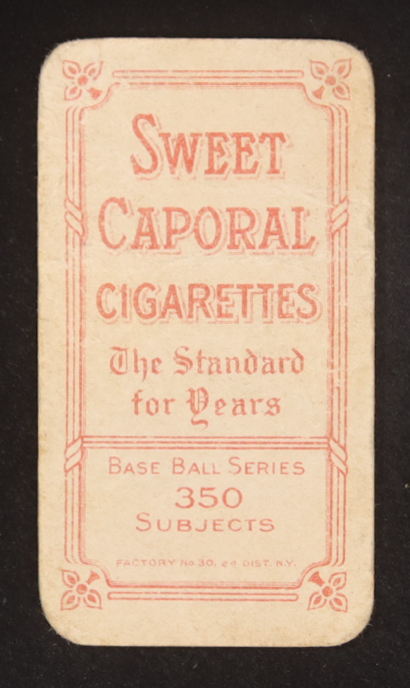 SWEET
CAPORAL
CIGARETTES
The Standard
for Years
BASE BALL SERIES
350
SUBJECTS
FACTORY No 30, 2d DIST. N.Y.